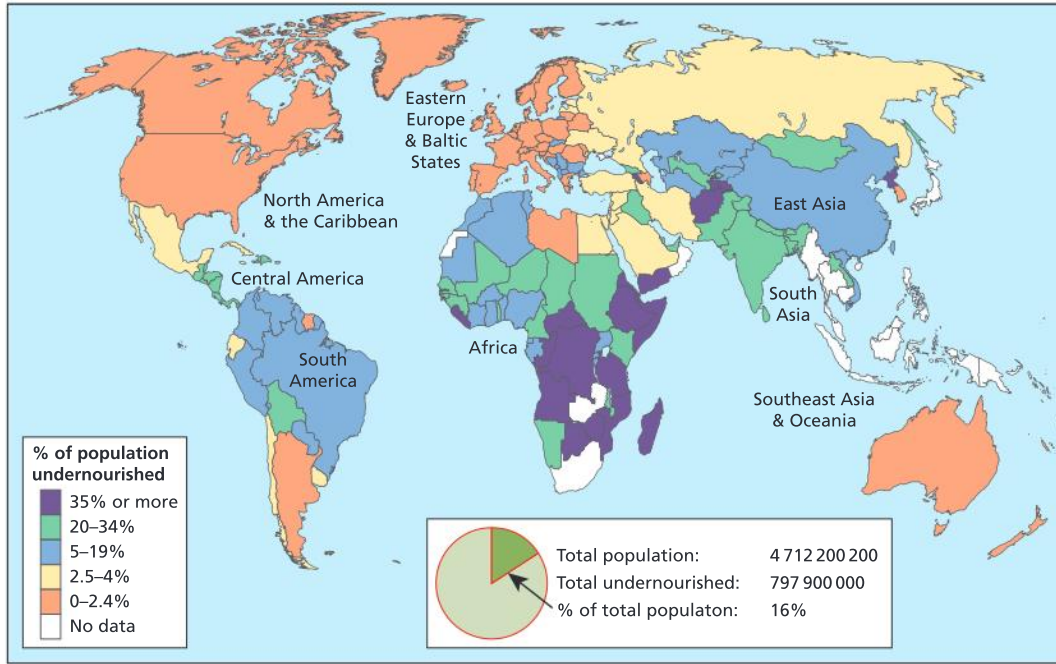 Eastern
Europe
& Baltic
States
North America
& the Caribbean
East Asia
Central America
South
Asia
Africa
South
America
Southeast Asia
& Oceania
% of population
undernourished
35% or more
20–34%
5–19%
2.5–4%
0–2.4%
No data
Total population: 4 712 200 200
Total undernourished: 797 900 000
% of total populaton: 16%